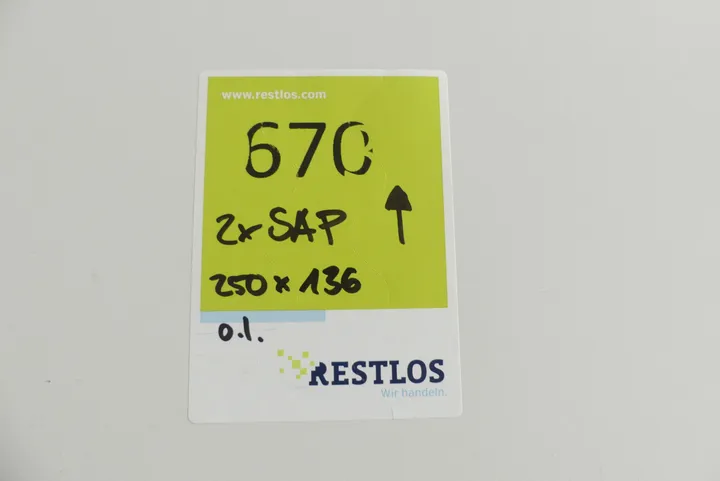 www.restlos.com
670
2x SAP
250 x 136
o.l.
RESTLOS
Wir handeln.